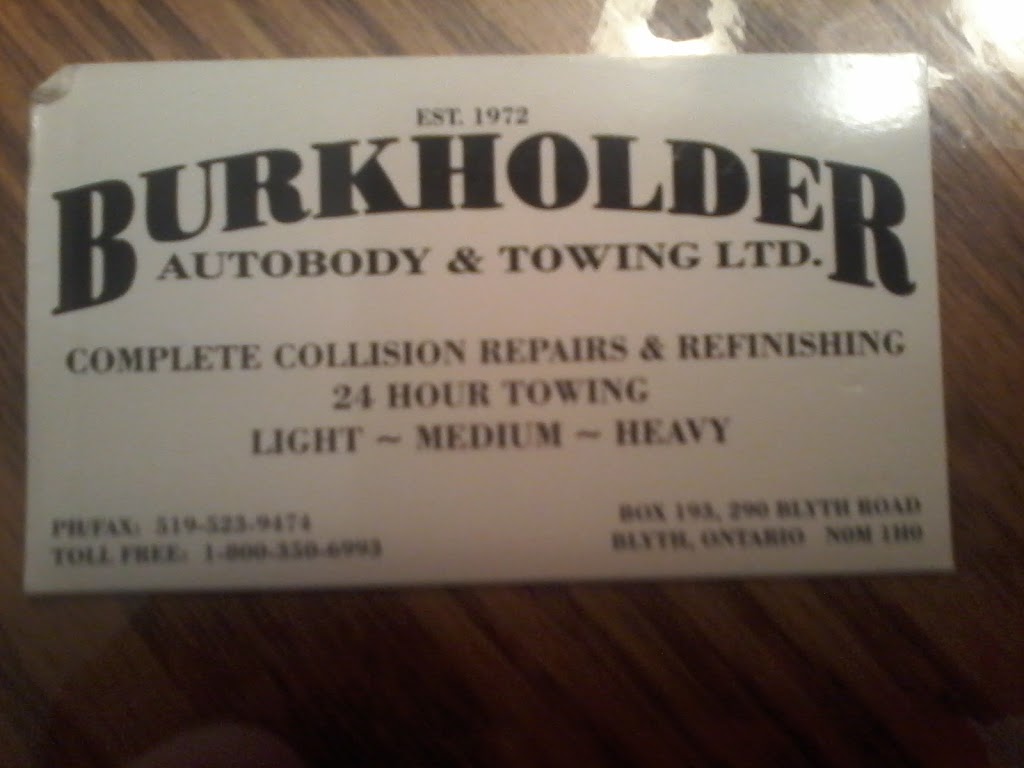 EST. 1972
BURKHOLDER
AUTOBODY & TOWING LTD.
COMPLETE COLLISION REPAIRS & REFINISHING
24 HOUR TOWING
LIGHT ~ MEDIUM ~ HEAVY
PH/FAX: 519-523-9474
TOLL FREE: 1-800-350-6993
BOX 193, 290 BLYTH ROAD
BLYTH, ONTARIO N0M 1H0